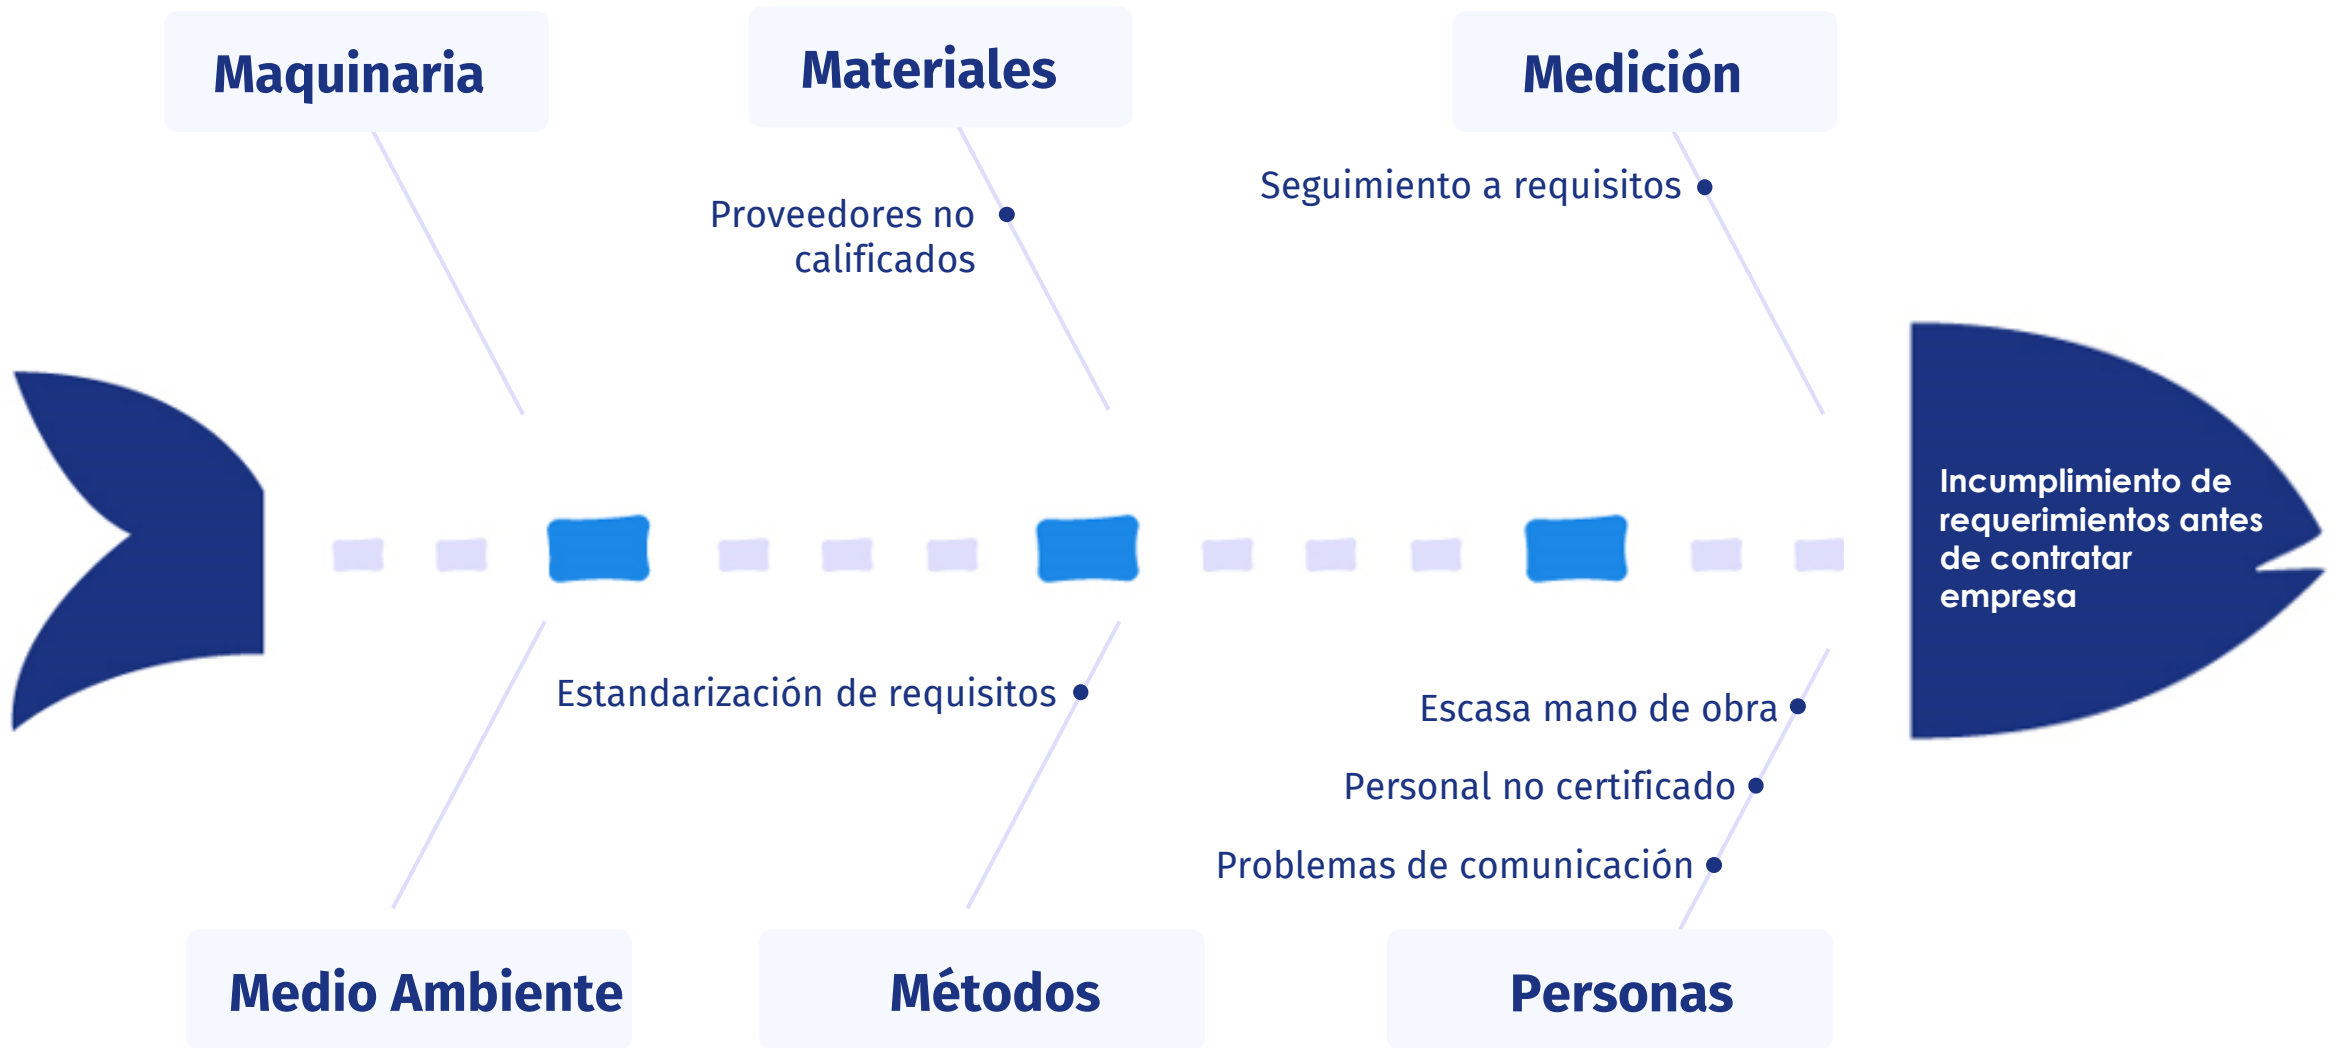 Maquinaria
Materiales
Medición
Proveedores no
calificados
Seguimiento a requisitos
Incumplimiento de
requerimientos antes
de contratar
empresa
Estandarización de requisitos
Escasa mano de obra
Personal no certificado
Problemas de comunicación
Medio Ambiente
Métodos
Personas